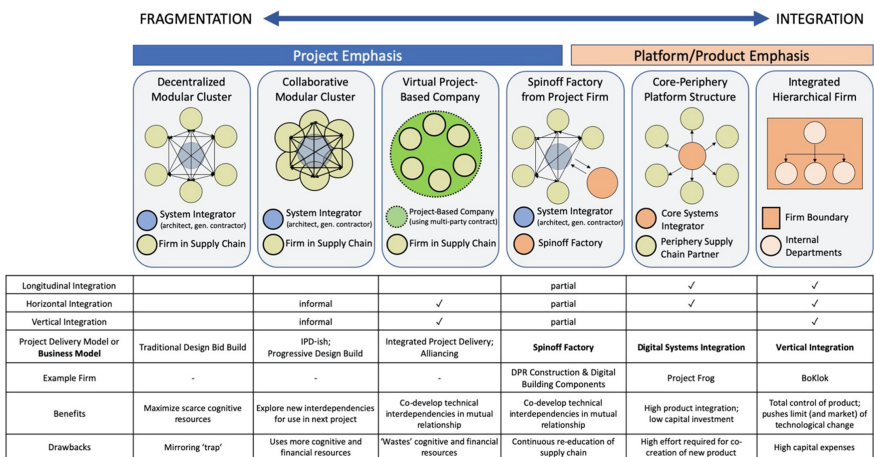 FRAGMENTATION
INTEGRATION
Project Emphasis
Platform/Product Emphasis
Decentralized
Modular Cluster
System Integrator
(architect, gen. contractor)
Firm in Supply Chain
Collaborative
Modular Cluster
System Integrator
(architect, gen. contractor)
Firm in Supply Chain
Virtual Project-
Based Company
Project-Based Company
(using multi-party contract)
Firm in Supply Chain
Spinoff Factory
from Project Firm
System Integrator
(architect, gen. contractor)
Spinoff Factory
Core-Periphery
Platform Structure
Core Systems
Integrator
Periphery Supply
Chain Partner
Integrated
Hierarchical Firm
Firm Boundary
Internal
Departments
Longitudinal Integration partial ✓ ✓
Horizontal Integration informal ✓ partial ✓ ✓
Vertical Integration informal ✓ partial ✓
Project Delivery Model or
Business Model
Traditional Design Bid Build
IPD-ish;
Progressive Design Build
Integrated Project Delivery;
Alliancing
Spinoff Factory
Digital Systems Integration
Vertical Integration
Example Firm
-
-
-
DPR Construction & Digital
Building Components
Project Frog
BoKlok
Benefits
Maximize scarce cognitive
resources
Explore new interdependencies
for use in next project
Co-develop technical
interdependencies in mutual
relationship
Co-develop technical
interdependencies in mutual
relationship
High product integration;
low capital investment
Total control of product;
pushes limit (and market) of
technological change
Drawbacks
Mirroring ‘trap’
Uses more cognitive and
financial resources
‘Wastes’ cognitive and financial
resources
Continuous re-education of
supply chain
High effort required for co-
creation of new product
High capital expenses